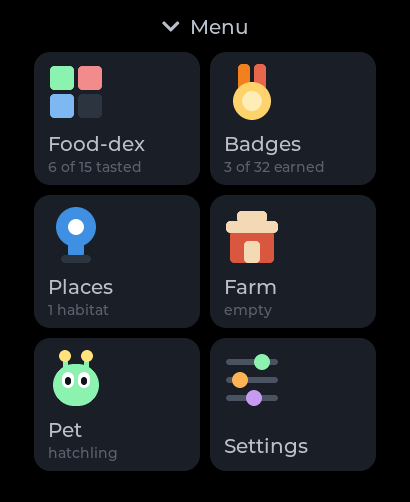 Menu
Food-dex
6 of 15 tasted
Badges
3 of 32 earned
Places
1 habitat
Farm
empty
Pet
hatchling
Settings